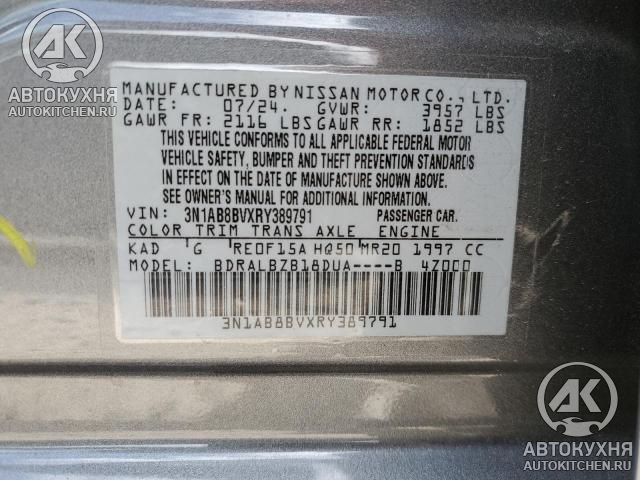 AK
АВТОКУХНЯ
AUTOKITCHEN.RU
MANUFACTURED BY NISSAN MOTOR CO., LTD.
DATE: 07/24. GVWR: 3957 LBS
GAWR FR: 2116 LBS GAWR RR: 1852 LBS
THIS VEHICLE CONFORMS TO ALL APPLICABLE FEDERAL MOTOR
VEHICLE SAFETY, BUMPER AND THEFT PREVENTION STANDARDS
IN EFFECT ON THE DATE OF MANUFACTURE SHOWN ABOVE.
SEE OWNER'S MANUAL FOR ADDITIONAL INFORMATION.
VIN: 3N1AB8BVXRY389791 PASSENGER CAR.
COLOR TRIM TRANS AXLE ENGINE
KAD G RE0F15A HQ50 MR20 1997 CC
MODEL BDRALBZB18DUA----B 4Z000
3N1AB8BVXRY389791
AK
АВТОКУХНЯ
AUTOKITCHEN.RU